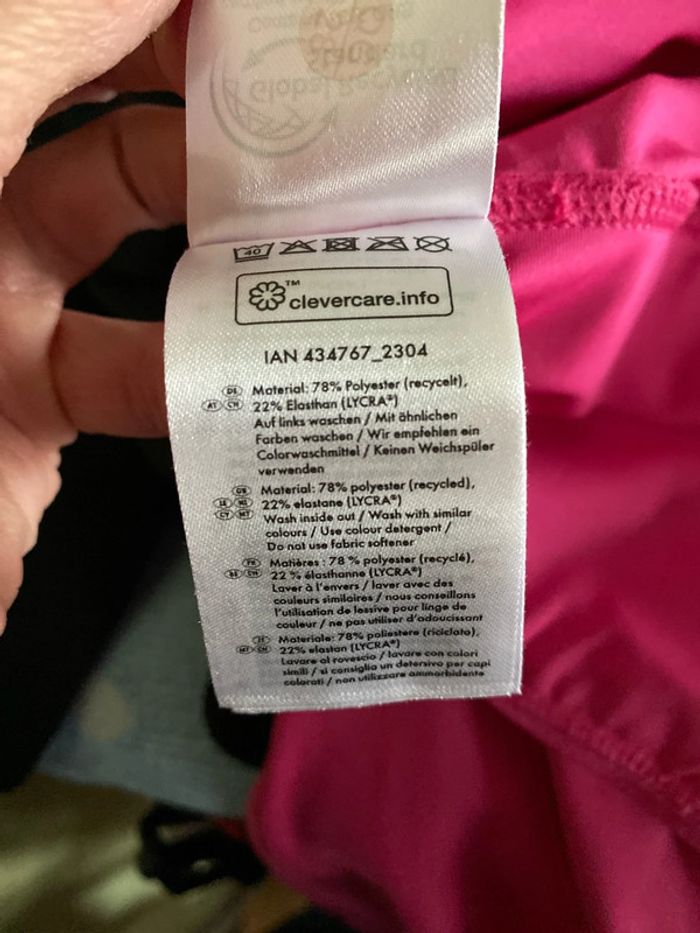 Global Recycled
Standard
40
™
clevercare.info
IAN 434767_2304
DE Material: 78% Polyester (recycelt),
AT CH 22% Elasthan (LYCRA®)
Auf links waschen / Mit ähnlichen
Farben waschen / Wir empfehlen ein
Colorwaschmittel / Keinen Weichspüler
verwenden
GB Material: 78% polyester (recycled),
IE NI 22% elastane (LYCRA®)
CY MT Wash inside out / Wash with similar
colours / Use colour detergent /
Do not use fabric softener
FR Matières : 78 % polyester (recyclé),
BE CH 22 % élasthanne (LYCRA®)
Laver à l'envers / laver avec des
couleurs similaires / nous conseillons
l'utilisation de lessive pour linge de
couleur / ne pas utiliser d'adoucissant
IT Materiale: 78% poliestere (riciclato),
MT CH 22% elastan (LYCRA®)
Lavare al rovescio / lavare con colori
simili / si consiglia un detersivo per capi
colorati / non utilizzare ammorbidente